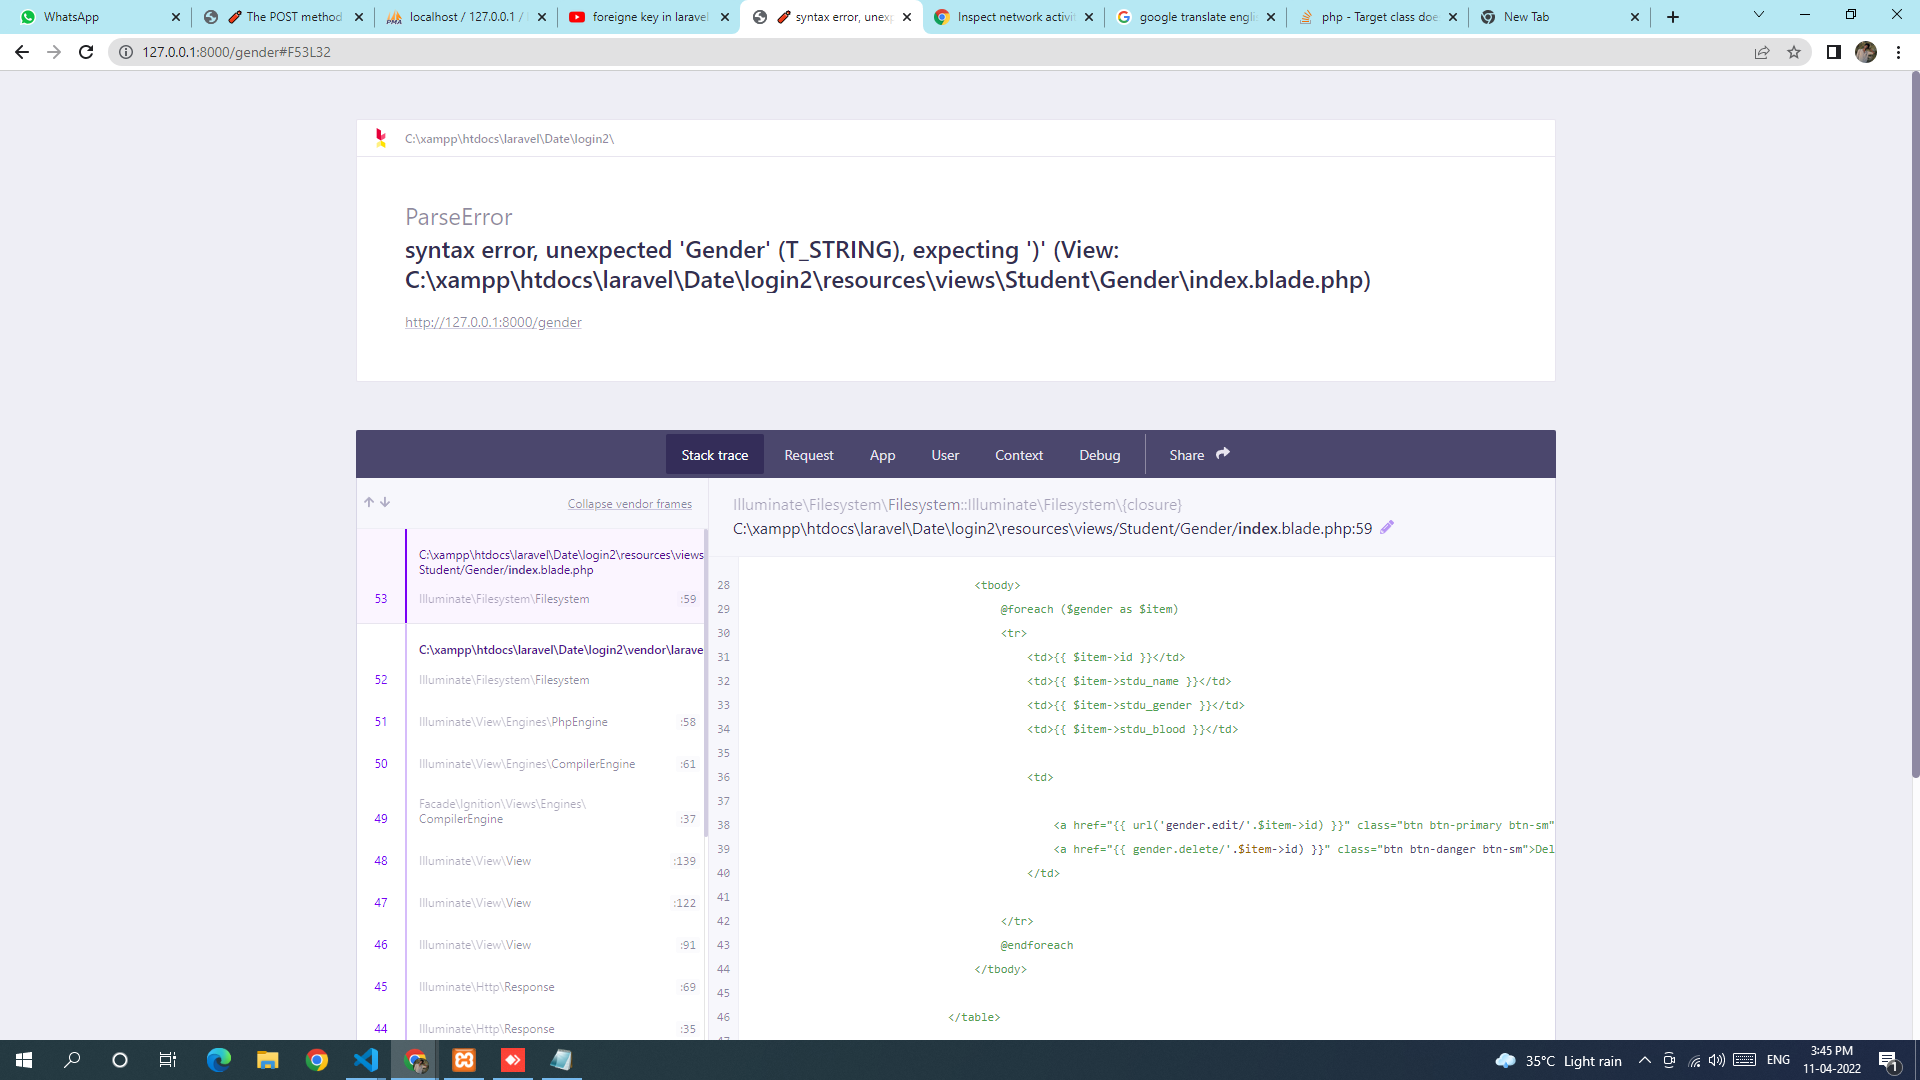 WhatsApp
The POST method
localhost / 127.0.0.1 /
foreigne key in laravel
syntax error, unexp
Inspect network activit
google translate engli
php - Target class doe
New Tab
127.0.0.1:8000/gender#F53L32
C:\xampp\htdocs\laravel\Date\login2\
ParseError
syntax error, unexpected 'Gender' (T_STRING), expecting ')' (View:
C:\xampp\htdocs\laravel\Date\login2\resources\views\Student\Gender\index.blade.php)
http://127.0.0.1:8000/gender
Stack trace Request App User Context Debug Share
Collapse vendor frames
C:\xampp\htdocs\laravel\Date\login2\resources\views
Student/Gender/index.blade.php
53 Illuminate\Filesystem\Filesystem :59
C:\xampp\htdocs\laravel\Date\login2\vendor\larave
52 Illuminate\Filesystem\Filesystem
51 Illuminate\View\Engines\PhpEngine :58
50 Illuminate\View\Engines\CompilerEngine :61
Facade\Ignition\Views\Engines\
49 CompilerEngine :37
48 Illuminate\View\View :139
47 Illuminate\View\View :122
46 Illuminate\View\View :91
45 Illuminate\Http\Response :69
44 Illuminate\Http\Response :35
Illuminate\Filesystem\Filesystem::Illuminate\Filesystem\{closure}
C:\xampp\htdocs\laravel\Date\login2\resources\views/Student/Gender/index.blade.php:59
28 <tbody>
29 @foreach ($gender as $item)
30 <tr>
31 <td>{{ $item->id }}</td>
32 <td>{{ $item->stdu_name }}</td>
33 <td>{{ $item->stdu_gender }}</td>
34 <td>{{ $item->stdu_blood }}</td>
35
36 <td>
37
38 <a href="{{ url('gender.edit/'.$item->id) }}" class="btn btn-primary btn-sm"
39 <a href="{{ gender.delete/'.$item->id) }}" class="btn btn-danger btn-sm">Del
40 </td>
41
42 </tr>
43 @endforeach
44 </tbody>
45
46 </table>
35°C Light rain
ENG
3:45 PM
11-04-2022
1